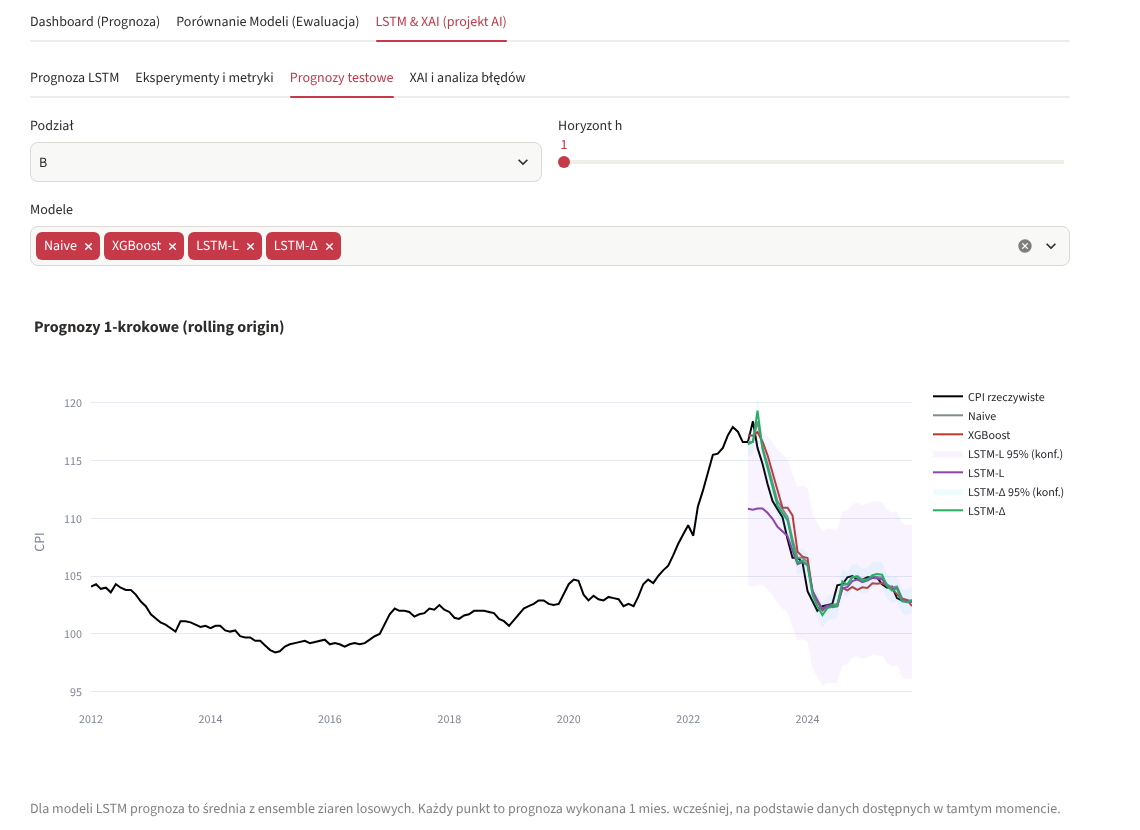 Dashboard (Prognoza) Porównanie Modeli (Ewaluacja) LSTM & XAI (projekt AI)
Prognoza LSTM Eksperymenty i metryki Prognozy testowe XAI i analiza błędów
Podział
B
Horyzont h
1
Modele
Naive XGBoost LSTM-L LSTM-Δ
Prognozy 1-krokowe (rolling origin)
CPI
120
115
110
105
100
95
2012 2014 2016 2018 2020 2022 2024
CPI rzeczywiste
Naive
XGBoost
LSTM-L 95% (konf.)
LSTM-L
LSTM-Δ 95% (konf.)
LSTM-Δ
Dla modeli LSTM prognoza to średnia z ensemble ziaren losowych. Każdy punkt to prognoza wykonana 1 mies. wcześniej, na podstawie danych dostępnych w tamtym momencie.